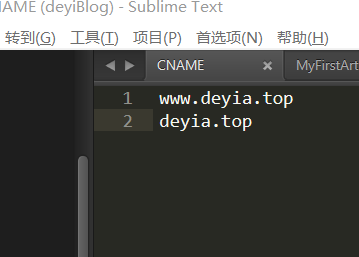 NAME (deyiBlog) - Sublime Text
转到(G) 工具(T) 项目(P) 首选项(N) 帮助(H)
CNAME × MyFirstArt
1 www.deyia.top
2 deyia.top